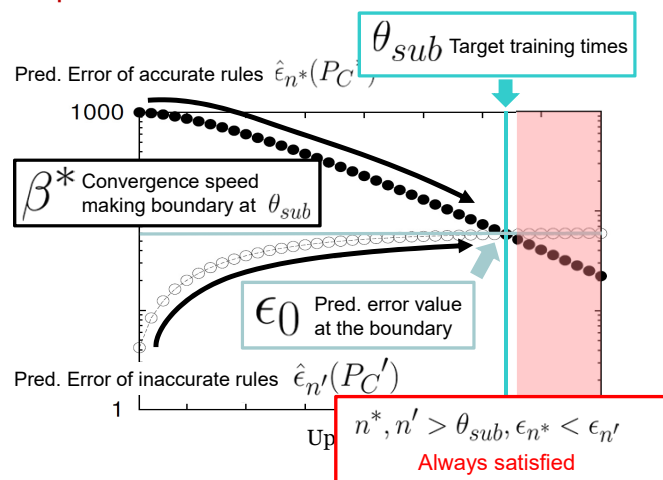 θ_sub Target training times
Pred. Error of accurate rules ε̂_n*(P_C*)
1000
β* Convergence speed
making boundary at θ_sub
ϵ_0 Pred. error value
at the boundary
Pred. Error of inaccurate rules ε̂_n′(P_C′)
1
Up
n*, n′ > θ_sub, ϵ_n* < ϵ_n′
Always satisfied